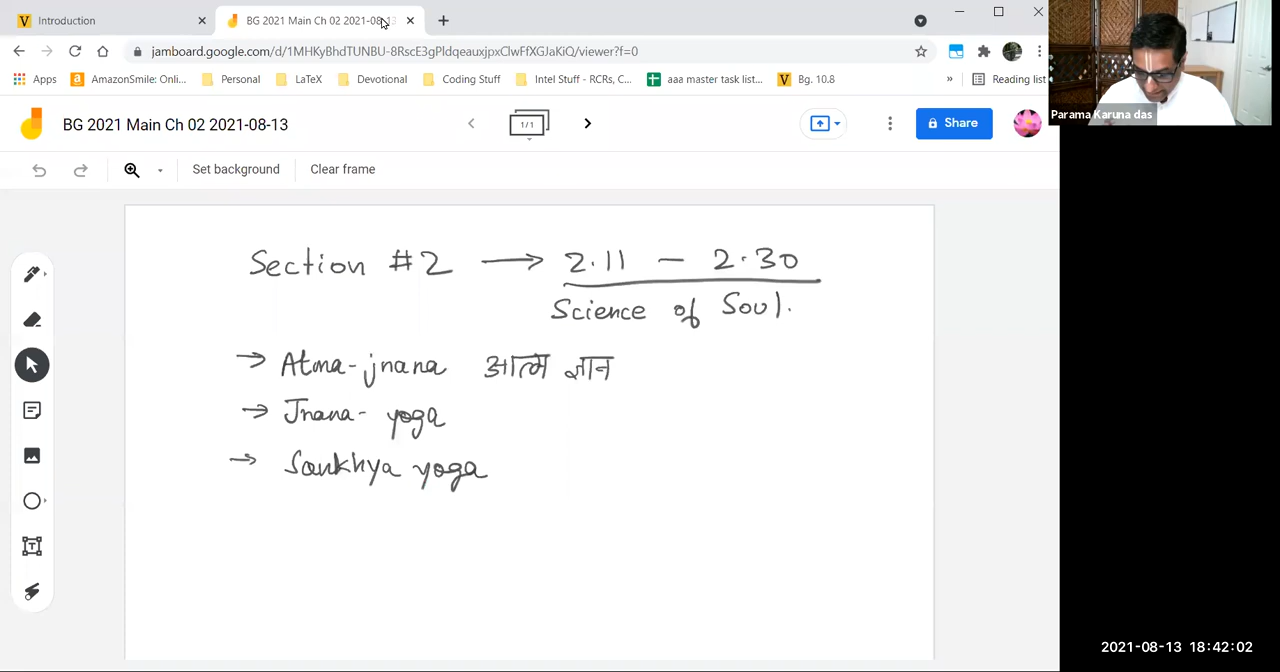 Introduction
BG 2021 Main Ch 02 2021-08-13
jamboard.google.com/d/1MHKyBhdTUNBU-8RscE3gPldqeauxjpxClwFfXGJaKiQ/viewer?f=0
Apps AmazonSmile: Onli... Personal LaTeX Devotional Coding Stuff Intel Stuff - RCRs, C... aaa master task list... Bg. 10.8 » Reading list
Parama Karuna das
BG 2021 Main Ch 02 2021-08-13
1/1
Share
Set background Clear frame
Section #2 → 2.11 – 2.30
Science of Soul.
→ Atma-jnana आत्म ज्ञान
→ Jnana- yoga
→ Sankhya yoga
2021-08-13 18:42:02